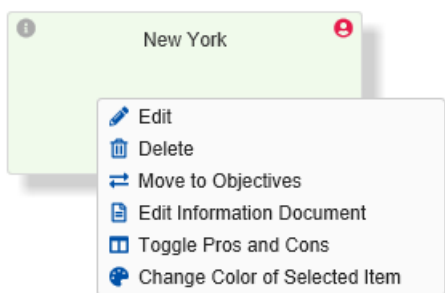 New York
Edit
Delete
Move to Objectives
Edit Information Document
Toggle Pros and Cons
Change Color of Selected Item